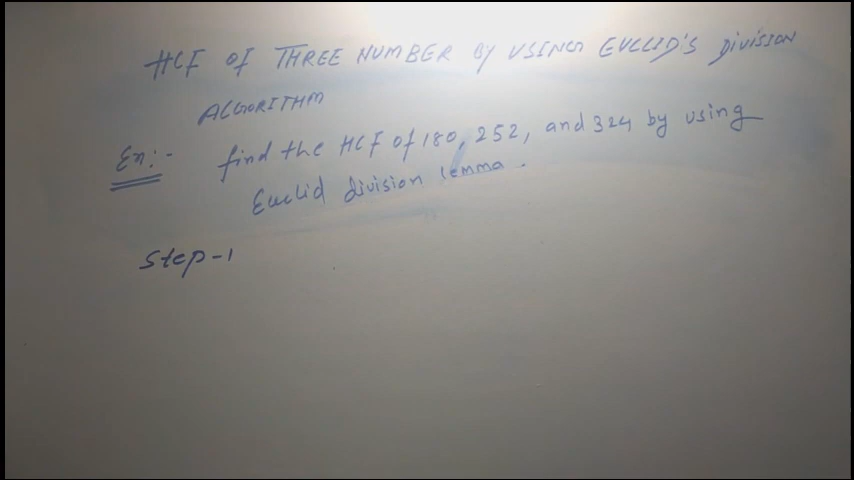 HCF OF THREE NUMBER By USING EUCLID'S DIVISION
ALGORITHM
Ex:- find the HCF of 180, 252, and 324 by using
Euclid division lemma.
Step-1